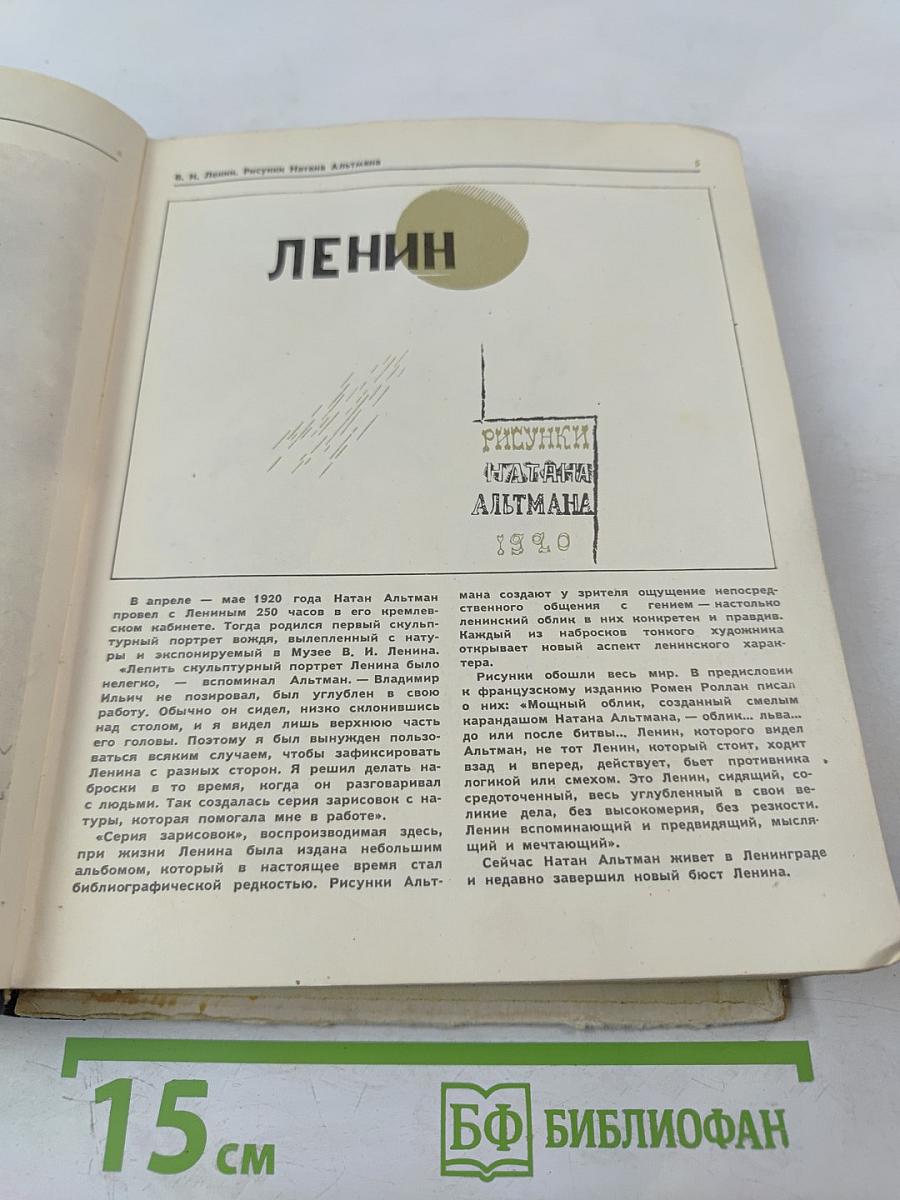 В. И. Ленин. Рисунки Натана Альтмана
5
ЛЕНИН
РИСУНКИ
НАТАНА
АЛЬТМАНА
1920
В апреле — мае 1920 года Натан Альтман
провел с Лениным 250 часов в его кремлев-
ском кабинете. Тогда родился первый скульп-
турный портрет вождя, вылепленный с нату-
ры и экспонируемый в Музее В. И. Ленина.
«Лепить скульптурный портрет Ленина было
нелегко, — вспоминал Альтман. — Владимир
Ильич не позировал, был углублен в свою
работу. Обычно он сидел, низко склонившись
над столом, и я видел лишь верхнюю часть
его головы. Поэтому я был вынужден пользо-
ваться всяким случаем, чтобы зафиксировать
Ленина с разных сторон. Я решил делать на-
броски в то время, когда он разговаривал
с людьми. Так создалась серия зарисовок с на-
туры, которая помогала мне в работе».
«Серия зарисовок», воспроизводимая здесь,
при жизни Ленина была издана небольшим
альбомом, который в настоящее время стал
библиографической редкостью. Рисунки Альт-
мана создают у зрителя ощущение непосред-
ственного общения с гением — настолько
ленинский облик в них конкретен и правдив.
Каждый из набросков тонкого художника
открывает новый аспект ленинского харак-
тера.
Рисунки обошли весь мир. В предисловии
к французскому изданию Ромен Роллан писал
о них: «Мощный облик, созданный смелым
карандашом Натана Альтмана, — облик... льва...
до или после битвы... Ленин, которого видел
Альтман, не тот Ленин, который стоит, ходит
взад и вперед, действует, бьет противника
логикой или смехом. Это Ленин, сидящий, со-
средоточенный, весь углубленный в свои ве-
ликие дела, без высокомерия, без резкости.
Ленин вспоминающий и предвидящий, мысля-
щий и мечтающий».
Сейчас Натан Альтман живет в Ленинграде
и недавно завершил новый бюст Ленина.
15 см
БФ БИБЛИОФАН